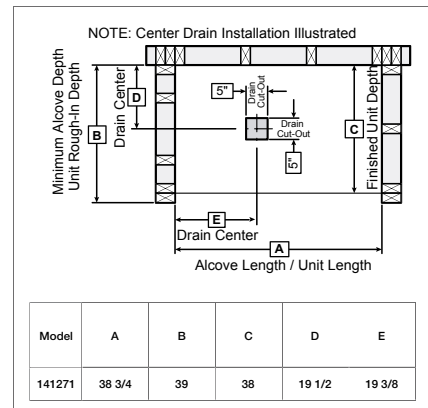 NOTE: Center Drain Installation Illustrated
Minimum Alcove Depth
Unit Rough-In Depth
B
Drain Center
D
5"
Drain
Cut-Out
Drain
Cut-Out
5"
C
Finished Unit Depth
E
Drain Center
A
Alcove Length / Unit Length
Model A B C D E
141271 38 3/4 39 38 19 1/2 19 3/8